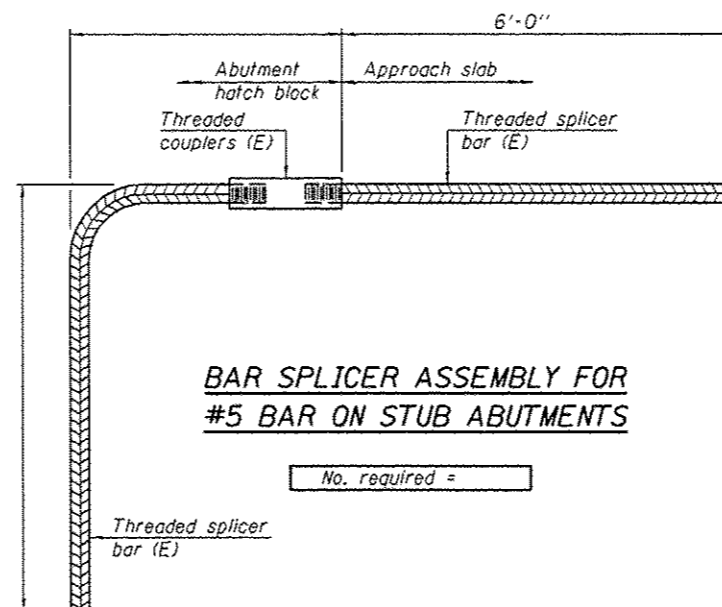 6'-0"
Abutment
hatch block
Approach slab
Threaded
couplers (E)
Threaded splicer
bar (E)
BAR SPLICER ASSEMBLY FOR
#5 BAR ON STUB ABUTMENTS
No. required =
Threaded splicer
bar (E)